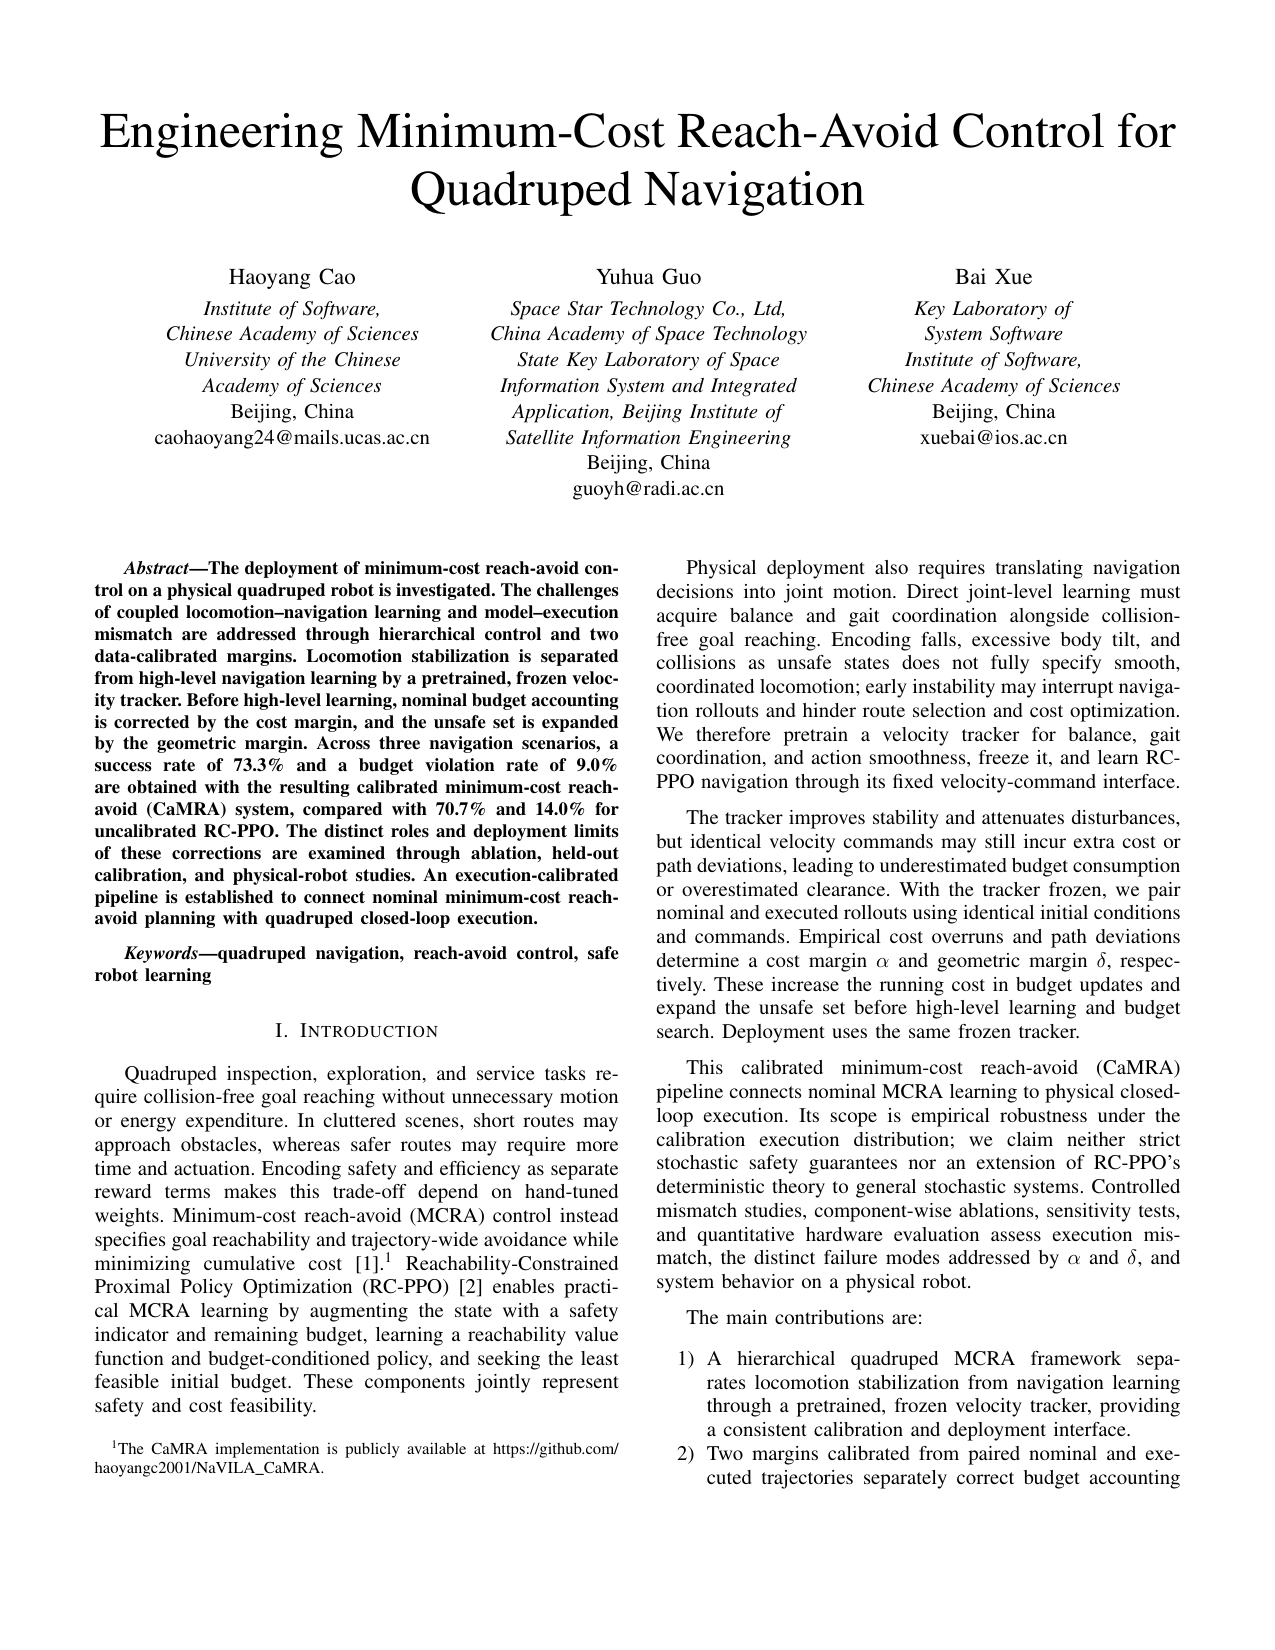 Engineering Minimum-Cost Reach-Avoid Control for
Quadruped Navigation
Haoyang Cao
Institute of Software,
Chinese Academy of Sciences
University of the Chinese
Academy of Sciences
Beijing, China
caohaoyang24@mails.ucas.ac.cn
Yuhua Guo
Space Star Technology Co., Ltd,
China Academy of Space Technology
State Key Laboratory of Space
Information System and Integrated
Application, Beijing Institute of
Satellite Information Engineering
Beijing, China
guoyh@radi.ac.cn
Bai Xue
Key Laboratory of
System Software
Institute of Software,
Chinese Academy of Sciences
Beijing, China
xuebai@ios.ac.cn
Abstract—The deployment of minimum-cost reach-avoid con-
trol on a physical quadruped robot is investigated. The challenges
of coupled locomotion–navigation learning and model–execution
mismatch are addressed through hierarchical control and two
data-calibrated margins. Locomotion stabilization is separated
from high-level navigation learning by a pretrained, frozen veloc-
ity tracker. Before high-level learning, nominal budget accounting
is corrected by the cost margin, and the unsafe set is expanded
by the geometric margin. Across three navigation scenarios, a
success rate of 73.3% and a budget violation rate of 9.0%
are obtained with the resulting calibrated minimum-cost reach-
avoid (CaMRA) system, compared with 70.7% and 14.0% for
uncalibrated RC-PPO. The distinct roles and deployment limits
of these corrections are examined through ablation, held-out
calibration, and physical-robot studies. An execution-calibrated
pipeline is established to connect nominal minimum-cost reach-
avoid planning with quadruped closed-loop execution.
Keywords—quadruped navigation, reach-avoid control, safe
robot learning
I. INTRODUCTION
Quadruped inspection, exploration, and service tasks re-
quire collision-free goal reaching without unnecessary motion
or energy expenditure. In cluttered scenes, short routes may
approach obstacles, whereas safer routes may require more
time and actuation. Encoding safety and efficiency as separate
reward terms makes this trade-off depend on hand-tuned
weights. Minimum-cost reach-avoid (MCRA) control instead
specifies goal reachability and trajectory-wide avoidance while
minimizing cumulative cost [1].1 Reachability-Constrained
Proximal Policy Optimization (RC-PPO) [2] enables practi-
cal MCRA learning by augmenting the state with a safety
indicator and remaining budget, learning a reachability value
function and budget-conditioned policy, and seeking the least
feasible initial budget. These components jointly represent
safety and cost feasibility.
1The CaMRA implementation is publicly available at https://github.com/
haoyangc2001/NaVILA_CaMRA.
Physical deployment also requires translating navigation
decisions into joint motion. Direct joint-level learning must
acquire balance and gait coordination alongside collision-
free goal reaching. Encoding falls, excessive body tilt, and
collisions as unsafe states does not fully specify smooth,
coordinated locomotion; early instability may interrupt naviga-
tion rollouts and hinder route selection and cost optimization.
We therefore pretrain a velocity tracker for balance, gait
coordination, and action smoothness, freeze it, and learn RC-
PPO navigation through its fixed velocity-command interface.
The tracker improves stability and attenuates disturbances,
but identical velocity commands may still incur extra cost or
path deviations, leading to underestimated budget consumption
or overestimated clearance. With the tracker frozen, we pair
nominal and executed rollouts using identical initial conditions
and commands. Empirical cost overruns and path deviations
determine a cost margin α and geometric margin δ, respec-
tively. These increase the running cost in budget updates and
expand the unsafe set before high-level learning and budget
search. Deployment uses the same frozen tracker.
This calibrated minimum-cost reach-avoid (CaMRA)
pipeline connects nominal MCRA learning to physical closed-
loop execution. Its scope is empirical robustness under the
calibration execution distribution; we claim neither strict
stochastic safety guarantees nor an extension of RC-PPO's
deterministic theory to general stochastic systems. Controlled
mismatch studies, component-wise ablations, sensitivity tests,
and quantitative hardware evaluation assess execution mis-
match, the distinct failure modes addressed by α and δ, and
system behavior on a physical robot.
The main contributions are:
1) A hierarchical quadruped MCRA framework sepa-
rates locomotion stabilization from navigation learning
through a pretrained, frozen velocity tracker, providing
a consistent calibration and deployment interface.
2) Two margins calibrated from paired nominal and exe-
cuted trajectories separately correct budget accounting